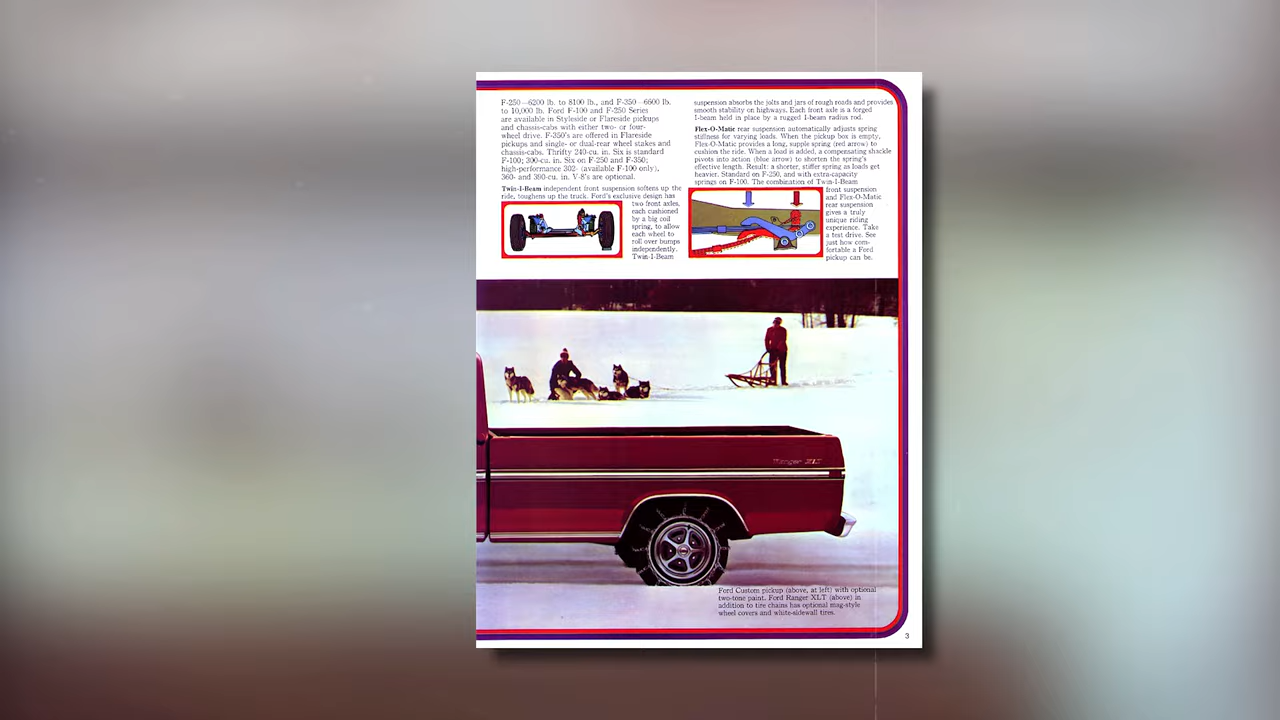 F-250—6200 lb. to 8100 lb., and F-350—6600 lb.
to 10,000 lb. Ford F-100 and F-250 Series
are available in Styleside or Flareside pickups
and chassis-cabs with either two- or four-
wheel drive. F-350's are offered in Flareside
pickups and single- or dual-rear wheel stakes and
chassis-cabs. Thrifty 240-cu. in. Six is standard
F-100; 300-cu. in. Six on F-250 and F-350;
high-performance 302- (available F-100 only),
360- and 390-cu. in. V-8's are optional.
Twin-I-Beam independent front suspension softens up the
ride, toughens up the truck. Ford's exclusive design has
two front axles,
each cushioned
by a big coil
spring, to allow
each wheel to
roll over bumps
independently.
Twin-I-Beam
suspension absorbs the jolts and jars of rough roads and provides
smooth stability on highways. Each front axle is a forged
I-beam held in place by a rugged I-beam radius rod.
Flex-O-Matic rear suspension automatically adjusts spring
stiffness for varying loads. When the pickup box is empty,
Flex-O-Matic provides a long, supple spring (red arrow) to
cushion the ride. When a load is added, a compensating shackle
pivots into action (blue arrow) to shorten the spring's
effective length. Result: a shorter, stiffer spring as loads get
heavier. Standard on F-250, and with extra-capacity
springs on F-100. The combination of Twin-I-Beam
front suspension
and Flex-O-Matic
rear suspension
gives a truly
unique riding
experience. Take
a test drive. See
just how com-
fortable a Ford
pickup can be.
Ranger XLT
Ford Custom pickup (above, at left) with optional
two-tone paint. Ford Ranger XLT (above) in
addition to tire chains has optional mag-style
wheel covers and white-sidewall tires.
3